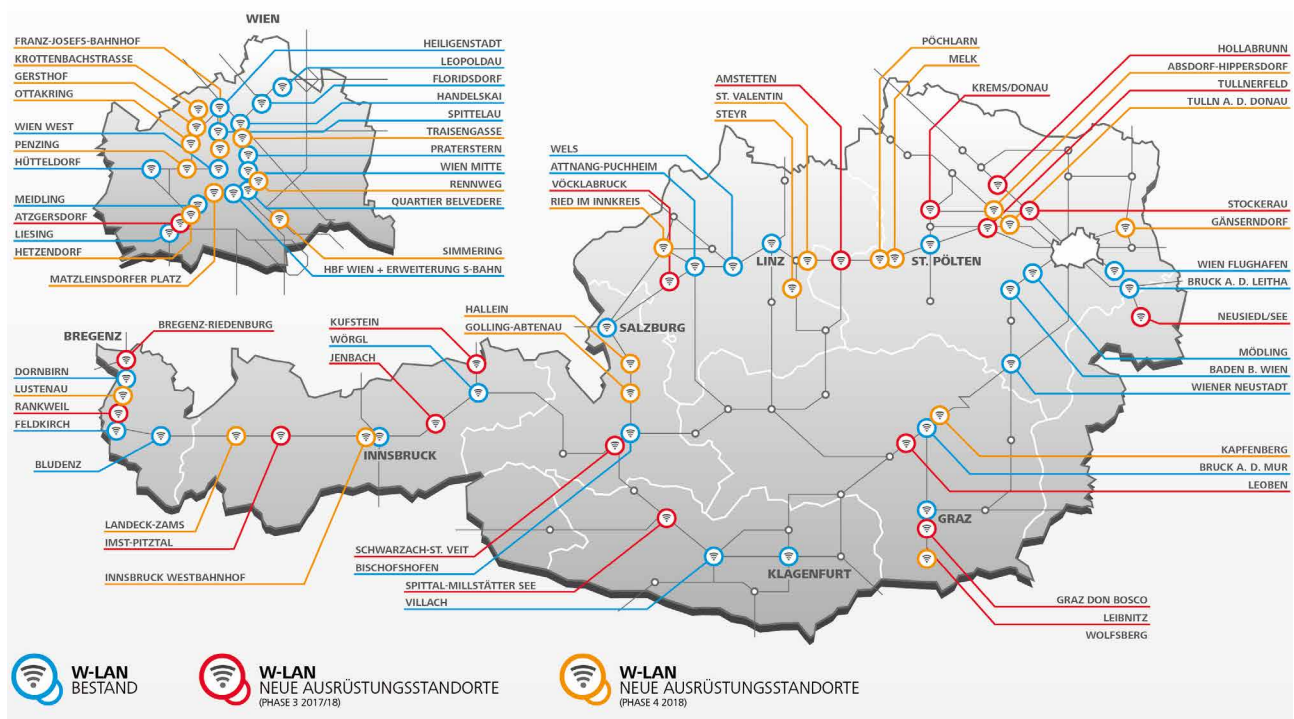 WIEN
FRANZ-JOSEFS-BAHNHOF
KROTTENBACHSTRASSE
GERSTHOF
OTTAKRING
WIEN WEST
PENZING
HÜTTELDORF
MEIDLING
ATZGERSDORF
LIESING
HETZENDORF
MATZLEINSDORFER PLATZ
HEILIGENSTADT
LEOPOLDAU
FLORIDSDORF
HANDELSKAI
SPITTELAU
TRAISENGASSE
PRATERSTERN
WIEN MITTE
RENNWEG
QUARTIER BELVEDERE
SIMMERING
HBF WIEN + ERWEITERUNG S-BAHN
PÖCHLARN
MELK
AMSTETTEN
ST. VALENTIN
STEYR
WELS
ATTNANG-PUCHHEIM
VÖCKLABRUCK
RIED IM INNKREIS
KREMS/DONAU
HOLLABRUNN
ABSDORF-HIPPERSDORF
TULLNERFELD
TULLN A. D. DONAU
STOCKERAU
GÄNSERNDORF
WIEN FLUGHAFEN
BRUCK A. D. LEITHA
NEUSIEDL/SEE
MÖDLING
BADEN B. WIEN
WIENER NEUSTADT
KAPFENBERG
BRUCK A. D. MUR
LEOBEN
LINZ
ST. PÖLTEN
SALZBURG
HALLEIN
GOLLING-ABTENAU
KUFSTEIN
WÖRGL
JENBACH
BREGENZ
BREGENZ-RIEDENBURG
DORNBIRN
LUSTENAU
RANKWEIL
FELDKIRCH
BLUDENZ
INNSBRUCK
LANDECK-ZAMS
IMST-PITZTAL
INNSBRUCK WESTBAHNHOF
SCHWARZACH-ST. VEIT
BISCHOFSHOFEN
SPITTAL-MILLSTÄTTER SEE
VILLACH
KLAGENFURT
GRAZ
GRAZ DON BOSCO
LEIBNITZ
WOLFSBERG
W-LAN
BESTAND
W-LAN
NEUE AUSRÜSTUNGSSTANDORTE
(PHASE 3 2017/18)
W-LAN
NEUE AUSRÜSTUNGSSTANDORTE
(PHASE 4 2018)